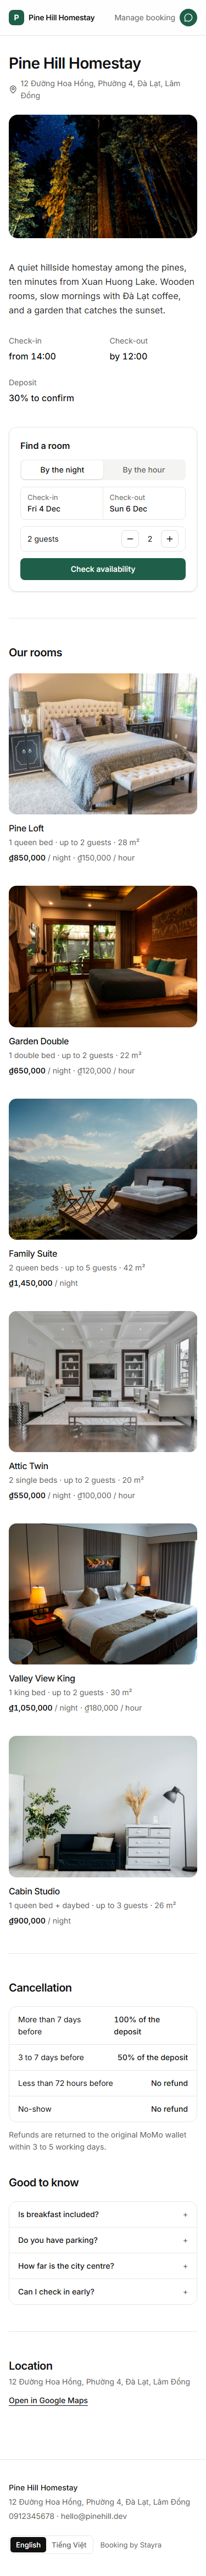 P Pine Hill Homestay Manage booking
Pine Hill Homestay
12 Đường Hoa Hồng, Phường 4, Đà Lạt, Lâm
Đồng
A quiet hillside homestay among the pines,
ten minutes from Xuan Huong Lake. Wooden
rooms, slow mornings with Đà Lạt coffee,
and a garden that catches the sunset.
Check-in Check-out
from 14:00 by 12:00
Deposit
30% to confirm
Find a room
By the night By the hour
Check-in Check-out
Fri 4 Dec Sun 6 Dec
2 guests − 2 +
Check availability
Our rooms
Pine Loft
1 queen bed · up to 2 guests · 28 m²
₫850,000 / night · ₫150,000 / hour
Garden Double
1 double bed · up to 2 guests · 22 m²
₫650,000 / night · ₫120,000 / hour
Family Suite
2 queen beds · up to 5 guests · 42 m²
₫1,450,000 / night
Attic Twin
2 single beds · up to 2 guests · 20 m²
₫550,000 / night · ₫100,000 / hour
Valley View King
1 king bed · up to 2 guests · 30 m²
₫1,050,000 / night · ₫180,000 / hour
Cabin Studio
1 queen bed + daybed · up to 3 guests · 26 m²
₫900,000 / night
Cancellation
More than 7 days 100% of the
before deposit
3 to 7 days before 50% of the deposit
Less than 72 hours before No refund
No-show No refund
Refunds are returned to the original MoMo wallet
within 3 to 5 working days.
Good to know
Is breakfast included? +
Do you have parking? +
How far is the city centre? +
Can I check in early? +
Location
12 Đường Hoa Hồng, Phường 4, Đà Lạt, Lâm Đồng
Open in Google Maps
Pine Hill Homestay
12 Đường Hoa Hồng, Phường 4, Đà Lạt, Lâm Đồng
0912345678 · hello@pinehill.dev
English Tiếng Việt Booking by Stayra